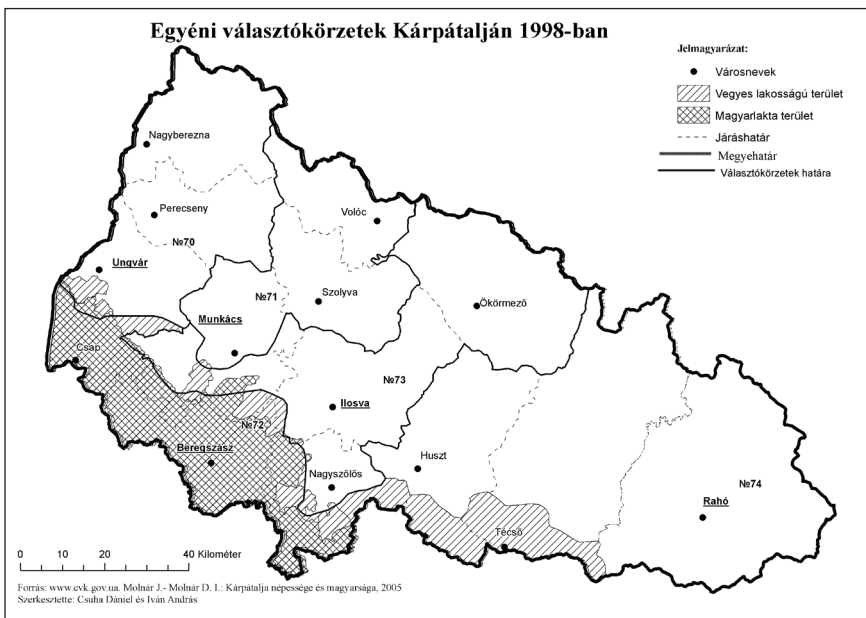 Egyéni választókörzetek Kárpátalján 1998-ban
Jelmagyarázat:
Városnevek
Vegyes lakosságú terület
Magyarlakta terület
Járáshatár
Megyehatár
Választókörzetek határa
Nagyberezna
Perecseny
Volóc
№70
Ungvár
№71
Szolyva
Ökörmező
Munkács
Csap
№73
Ilosva
№72
Beregszász
Huszt
Nagyszőlős
№74
Rahó
Técső
0 10 20 40 Kilométer
Forrás: www.cvk.gov.ua. Molnár J.- Molnár D. I.: Kárpátalja népessége és magyarsága, 2005
Szerkesztette: Csuha Dániel és Iván András